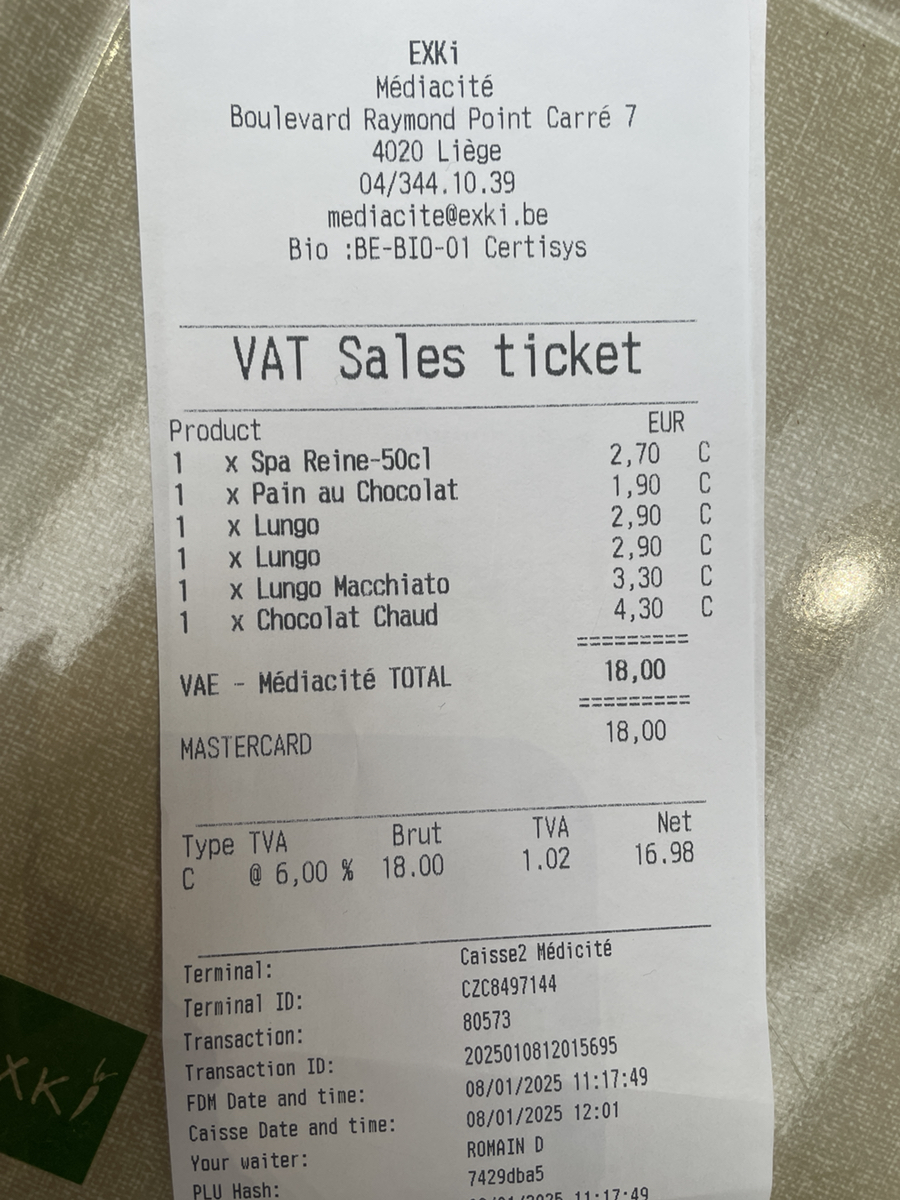 EXKi
Médiacité
Boulevard Raymond Point Carré 7
4020 Liège
04/344.10.39
mediacite@exki.be
Bio :BE-BIO-01 Certisys
VAT Sales ticket
Product EUR
1 x Spa Reine-50cl 2,70 C
1 x Pain au Chocolat 1,90 C
1 x Lungo 2,90 C
1 x Lungo 2,90 C
1 x Lungo Macchiato 3,30 C
1 x Chocolat Chaud 4,30 C
=========
VAE - Médiacité TOTAL 18,00
=========
MASTERCARD 18,00
Type TVA Brut TVA Net
C @ 6,00 % 18.00 1.02 16.98
Terminal: Caisse2 Médicité
Terminal ID: CZC8497144
Transaction: 80573
Transaction ID: 2025010812015695
FDM Date and time: 08/01/2025 11:17:49
Caisse Date and time: 08/01/2025 12:01
Your waiter: ROMAIN D
PLU Hash: 7429dba5
11:17:49